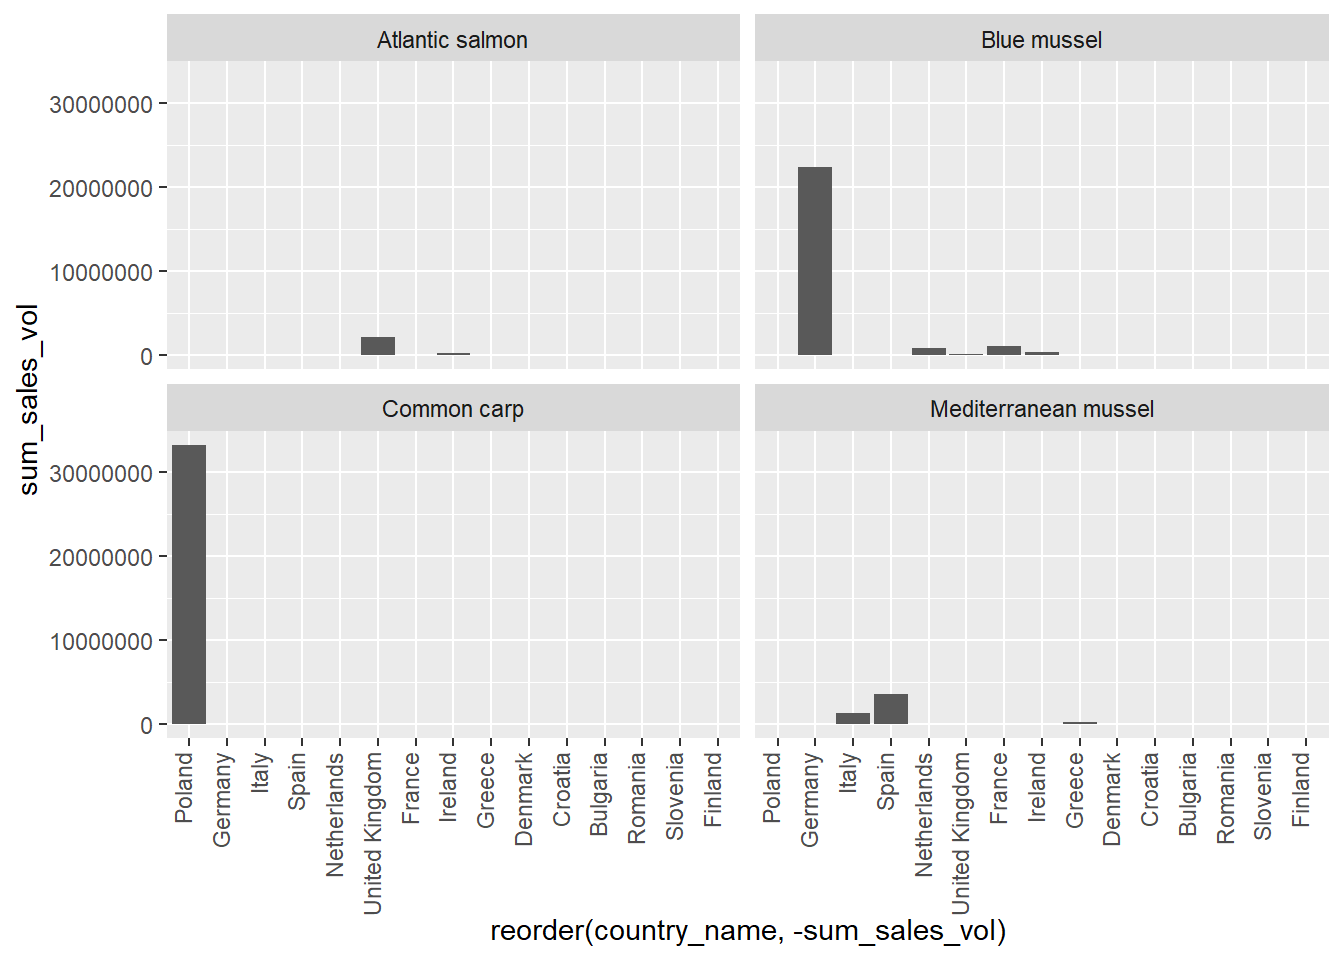 Atlantic salmon
Blue mussel
30000000
20000000
10000000
0
sum_sales_vol
Common carp
Mediterranean mussel
30000000
20000000
10000000
0
Poland
Germany
Italy
Spain
Netherlands
United Kingdom
France
Ireland
Greece
Denmark
Croatia
Bulgaria
Romania
Slovenia
Finland
Poland
Germany
Italy
Spain
Netherlands
United Kingdom
France
Ireland
Greece
Denmark
Croatia
Bulgaria
Romania
Slovenia
Finland
reorder(country_name, -sum_sales_vol)